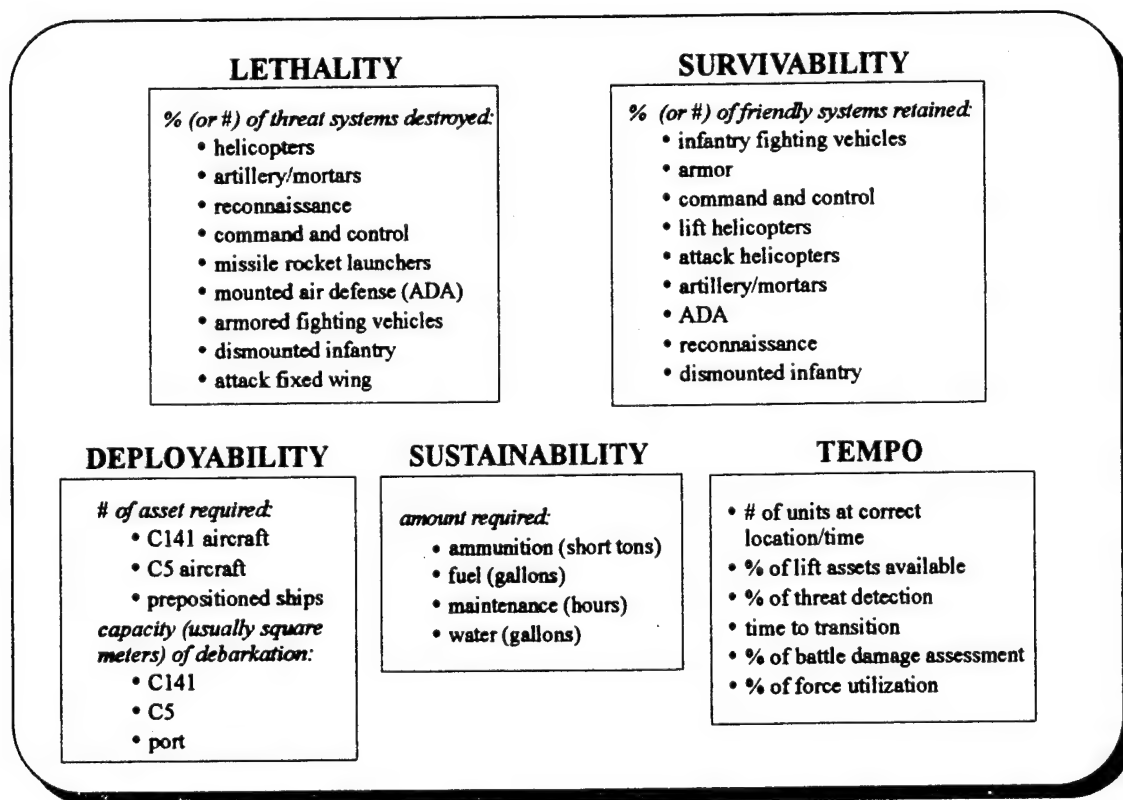 LETHALITY
% (or #) of threat systems destroyed:
• helicopters
• artillery/mortars
• reconnaissance
• command and control
• missile rocket launchers
• mounted air defense (ADA)
• armored fighting vehicles
• dismounted infantry
• attack fixed wing
SURVIVABILITY
% (or #) of friendly systems retained:
• infantry fighting vehicles
• armor
• command and control
• lift helicopters
• attack helicopters
• artillery/mortars
• ADA
• reconnaissance
• dismounted infantry
DEPLOYABILITY
# of asset required:
• C141 aircraft
• C5 aircraft
• prepositioned ships
capacity (usually square
meters) of debarkation:
• C141
• C5
• port
SUSTAINABILITY
amount required:
• ammunition (short tons)
• fuel (gallons)
• maintenance (hours)
• water (gallons)
TEMPO
• # of units at correct
location/time
• % of lift assets available
• % of threat detection
• time to transition
• % of battle damage assessment
• % of force utilization